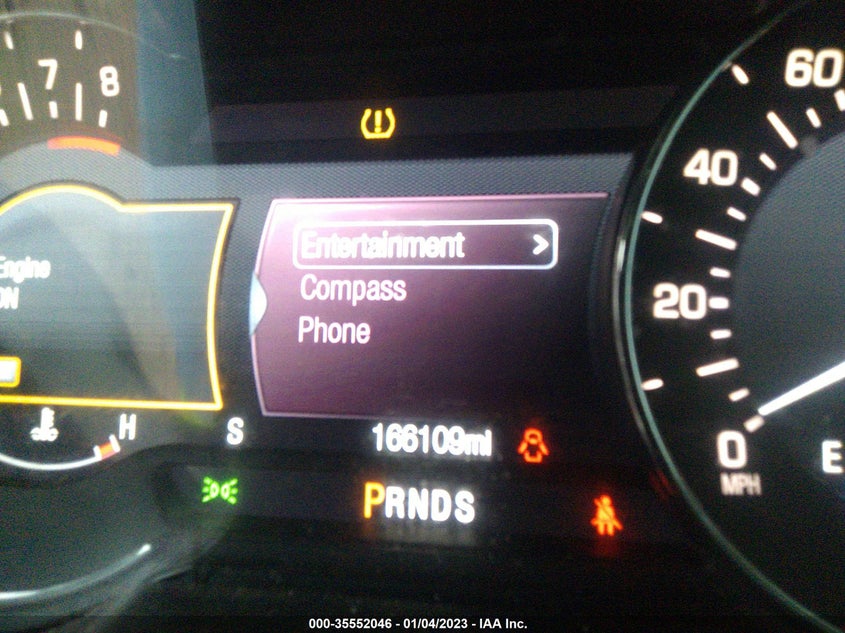 7
8
60
40
20
0
MPH
E
Entertainment
Compass
Phone
Engine
ON
H
S
166109mi
PRNDS
000-35552046 - 01/04/2023 - IAA Inc.